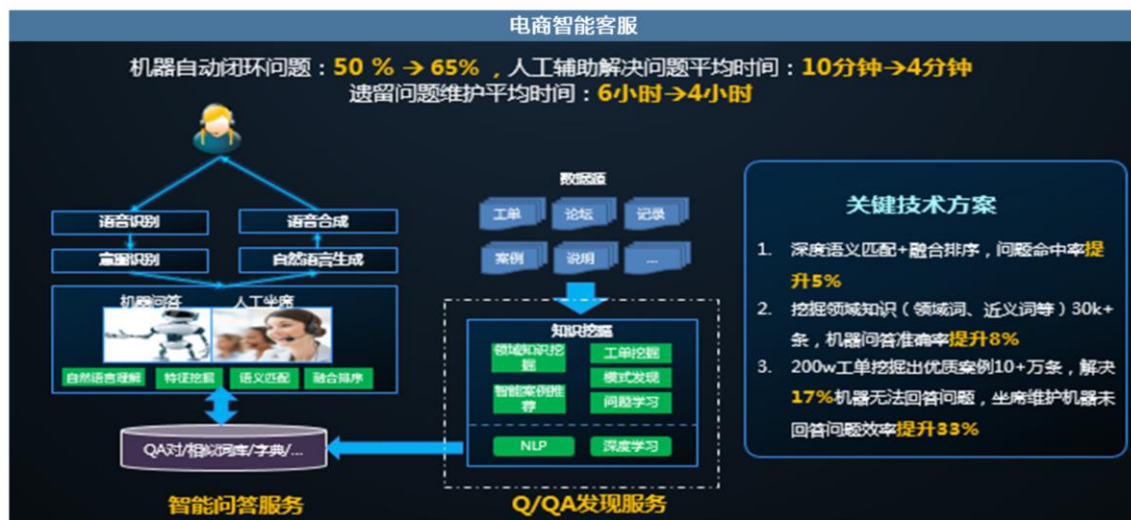 电商智能客服
机器自动闭环问题：50 % → 65% ，人工辅助解决问题平均时间：10分钟→4分钟
遗留问题维护平均时间：6小时→4小时
语音识别
语音合成
意图识别
自然语言生成
机器问答
人工坐席
自然语言理解
特征挖掘
语义匹配
融合排序
QA对/相似词库/字典/...
智能问答服务
数据源
工单
论坛
记录
案例
说明
...
知识挖掘
领域知识挖
掘
工单挖掘
模式发现
智能案例推
荐
问题学习
NLP
深度学习
Q/QA发现服务
关键技术方案
1. 深度语义匹配+融合排序，问题命中率提
升5%
2. 挖掘领域知识（领域词、近义词等）30k+
条，机器问答准确率提升8%
3. 200w工单挖掘出优质案例10+万条，解决
17%机器无法回答问题，坐席维护机器未
回答问题效率提升33%